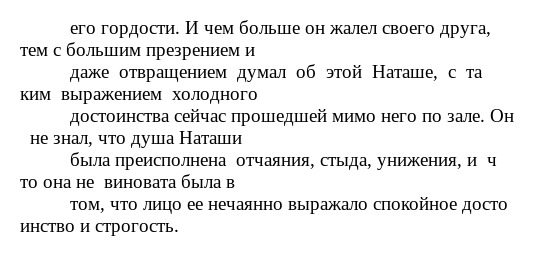 его гордости. И чем больше он жалел своего друга,
тем с большим презрением и
даже отвращением думал об этой Наташе, с та
ким выражением холодного
достоинства сейчас прошедшей мимо него по зале. Он
не знал, что душа Наташи
была преисполнена отчаяния, стыда, унижения, и ч
то она не виновата была в
том, что лицо ее нечаянно выражало спокойное досто
инство и строгость.